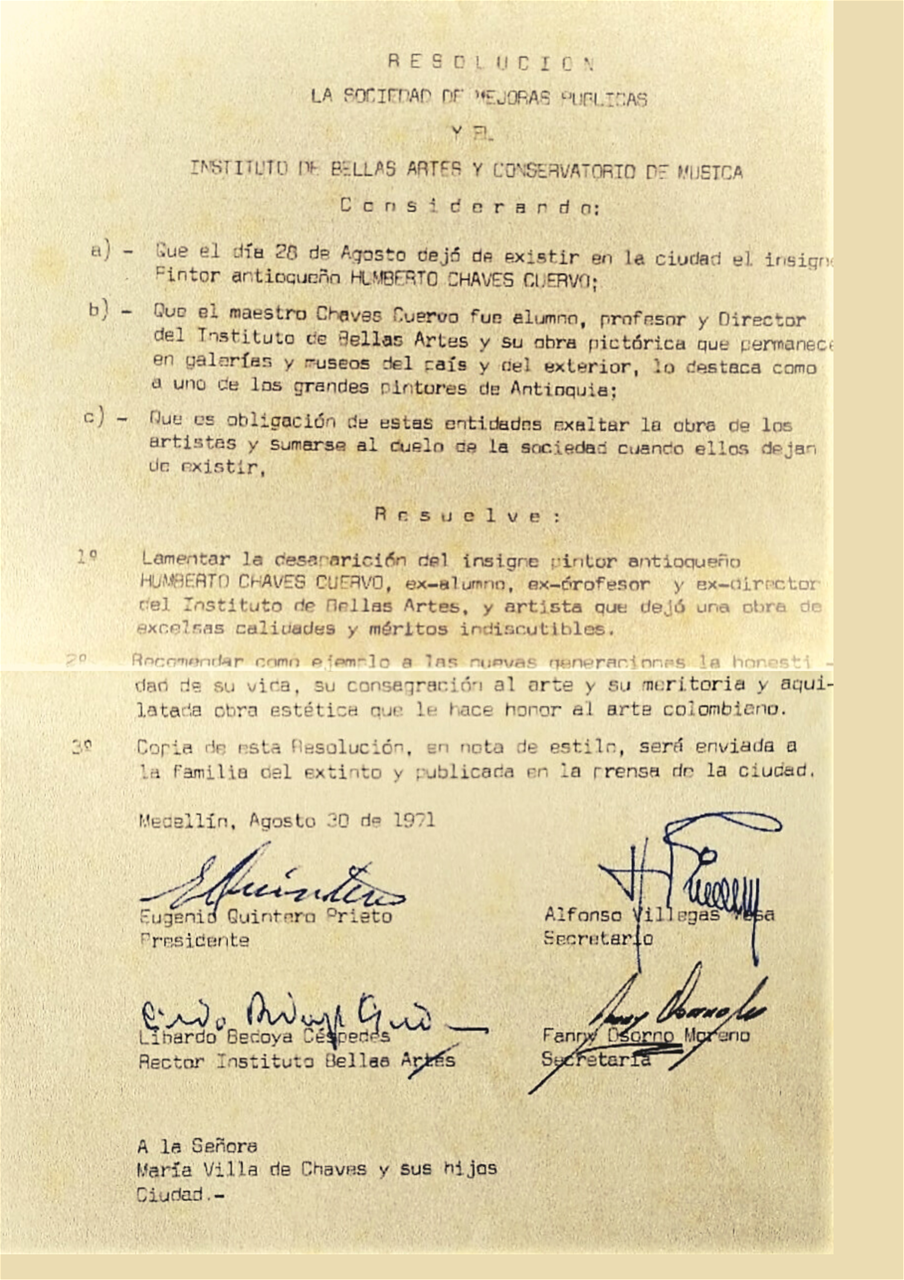 R E S O L U C I O N
LA SOCIEDAD DE MEJORAS PUBLICAS
Y EL
INSTITUTO DE BELLAS ARTES Y CONSERVATORIO DE MUSICA
C o n s i d e r a n d o :
a) - Que el día 28 de Agosto dejó de existir en la ciudad el insigne
Pintor antioqueño HUMBERTO CHAVES CUERVO;
b) - Que el maestro Chaves Cuervo fue alumno, profesor y Director
del Instituto de Bellas Artes y su obra pictórica que permanece
en galerías y museos del país y del exterior, lo destaca como
a uno de los grandes pintores de Antioquia;
c) - Que es obligación de estas entidades exaltar la obra de los
artistas y sumarse al duelo de la sociedad cuando ellos dejan
de existir,
R e s u e l v e :
1º Lamentar la desaparición del insigne pintor antioqueño
HUMBERTO CHAVES CUERVO, ex-alumno, ex-profesor y ex-director
del Instituto de Bellas Artes, y artista que dejó una obra de
excelsas calidades y méritos indiscutibles.
2º Recomendar como ejemplo a las nuevas generaciones la honesti -
dad de su vida, su consagración al arte y su meritoria y aqui-
latada obra estética que le hace honor al arte colombiano.
3º Copia de esta Resolución, en nota de estilo, será enviada a
la familia del extinto y publicada en la prensa de la ciudad.
Medellín, Agosto 30 de 1971
Eugenio Quintero Prieto
Presidente
Alfonso Villegas
Secretario
Libardo Bedoya Céspedes
Rector Instituto Bellas Artes
Fanny Osorno Moreno
Secretaria
A la Señora
María Villa de Chaves y sus hijos
Ciudad.-